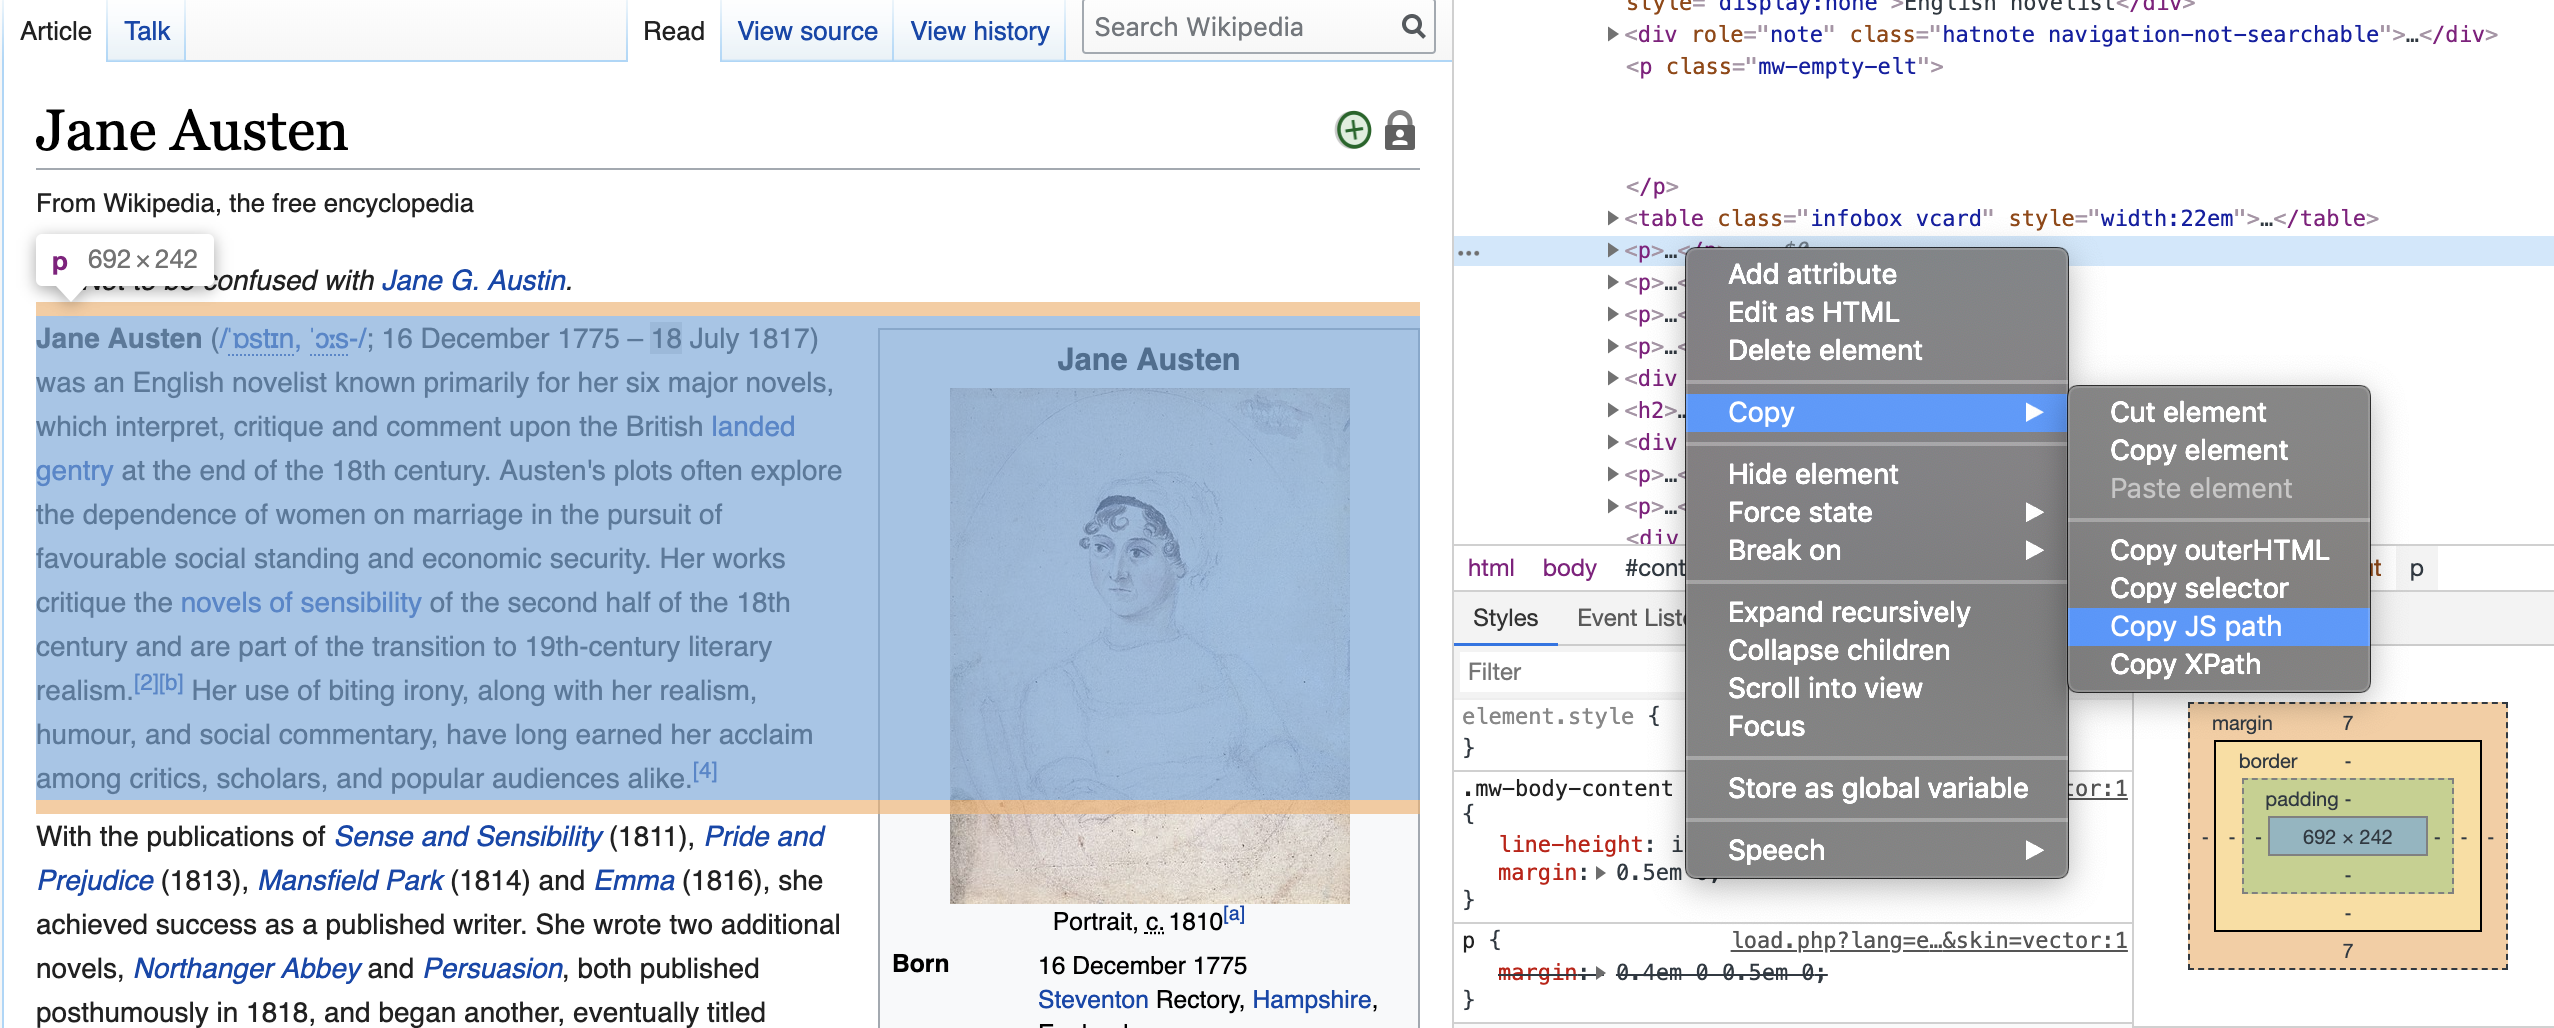 Article
Talk
Read
View source
View history
Search Wikipedia
Jane Austen
From Wikipedia, the free encyclopedia
p 692 × 242
Not to be confused with Jane G. Austin.
Jane Austen (/ˈɒstɪn, ˈɔːs-/; 16 December 1775 – 18 July 1817)
was an English novelist known primarily for her six major novels,
which interpret, critique and comment upon the British landed
gentry at the end of the 18th century. Austen's plots often explore
the dependence of women on marriage in the pursuit of
favourable social standing and economic security. Her works
critique the novels of sensibility of the second half of the 18th
century and are part of the transition to 19th-century literary
realism.[2][b] Her use of biting irony, along with her realism,
humour, and social commentary, have long earned her acclaim
among critics, scholars, and popular audiences alike.[4]
With the publications of Sense and Sensibility (1811), Pride and
Prejudice (1813), Mansfield Park (1814) and Emma (1816), she
achieved success as a published writer. She wrote two additional
novels, Northanger Abbey and Persuasion, both published
posthumously in 1818, and began another, eventually titled
Jane Austen
Portrait, c. 1810[a]
Born
16 December 1775
Steventon Rectory, Hampshire,
style="display:none">English novelist</div>
<div role="note" class="hatnote navigation-not-searchable">…</div>
<p class="mw-empty-elt">
</p>
<table class="infobox vcard" style="width:22em">…</table>
… <p>…</p> == $0
<p>…
<p>…
<p>…
<div
<h2>…
<div
<p>…
<p>…
<div
html body #cont
p
Styles
Event Liste
Filter
element.style {
}
.mw-body-content
tor:1
{
line-height: i
margin: 0.5em 0;
}
p {
load.php?lang=e…&skin=vector:1
margin: 0.4em 0 0.5em 0;
}
Add attribute
Edit as HTML
Delete element
Copy
Hide element
Force state
Break on
Expand recursively
Collapse children
Scroll into view
Focus
Store as global variable
Speech
Cut element
Copy element
Paste element
Copy outerHTML
Copy selector
Copy JS path
Copy XPath
margin 7
border -
padding -
- - - 692 × 242 - - -
-
-
7